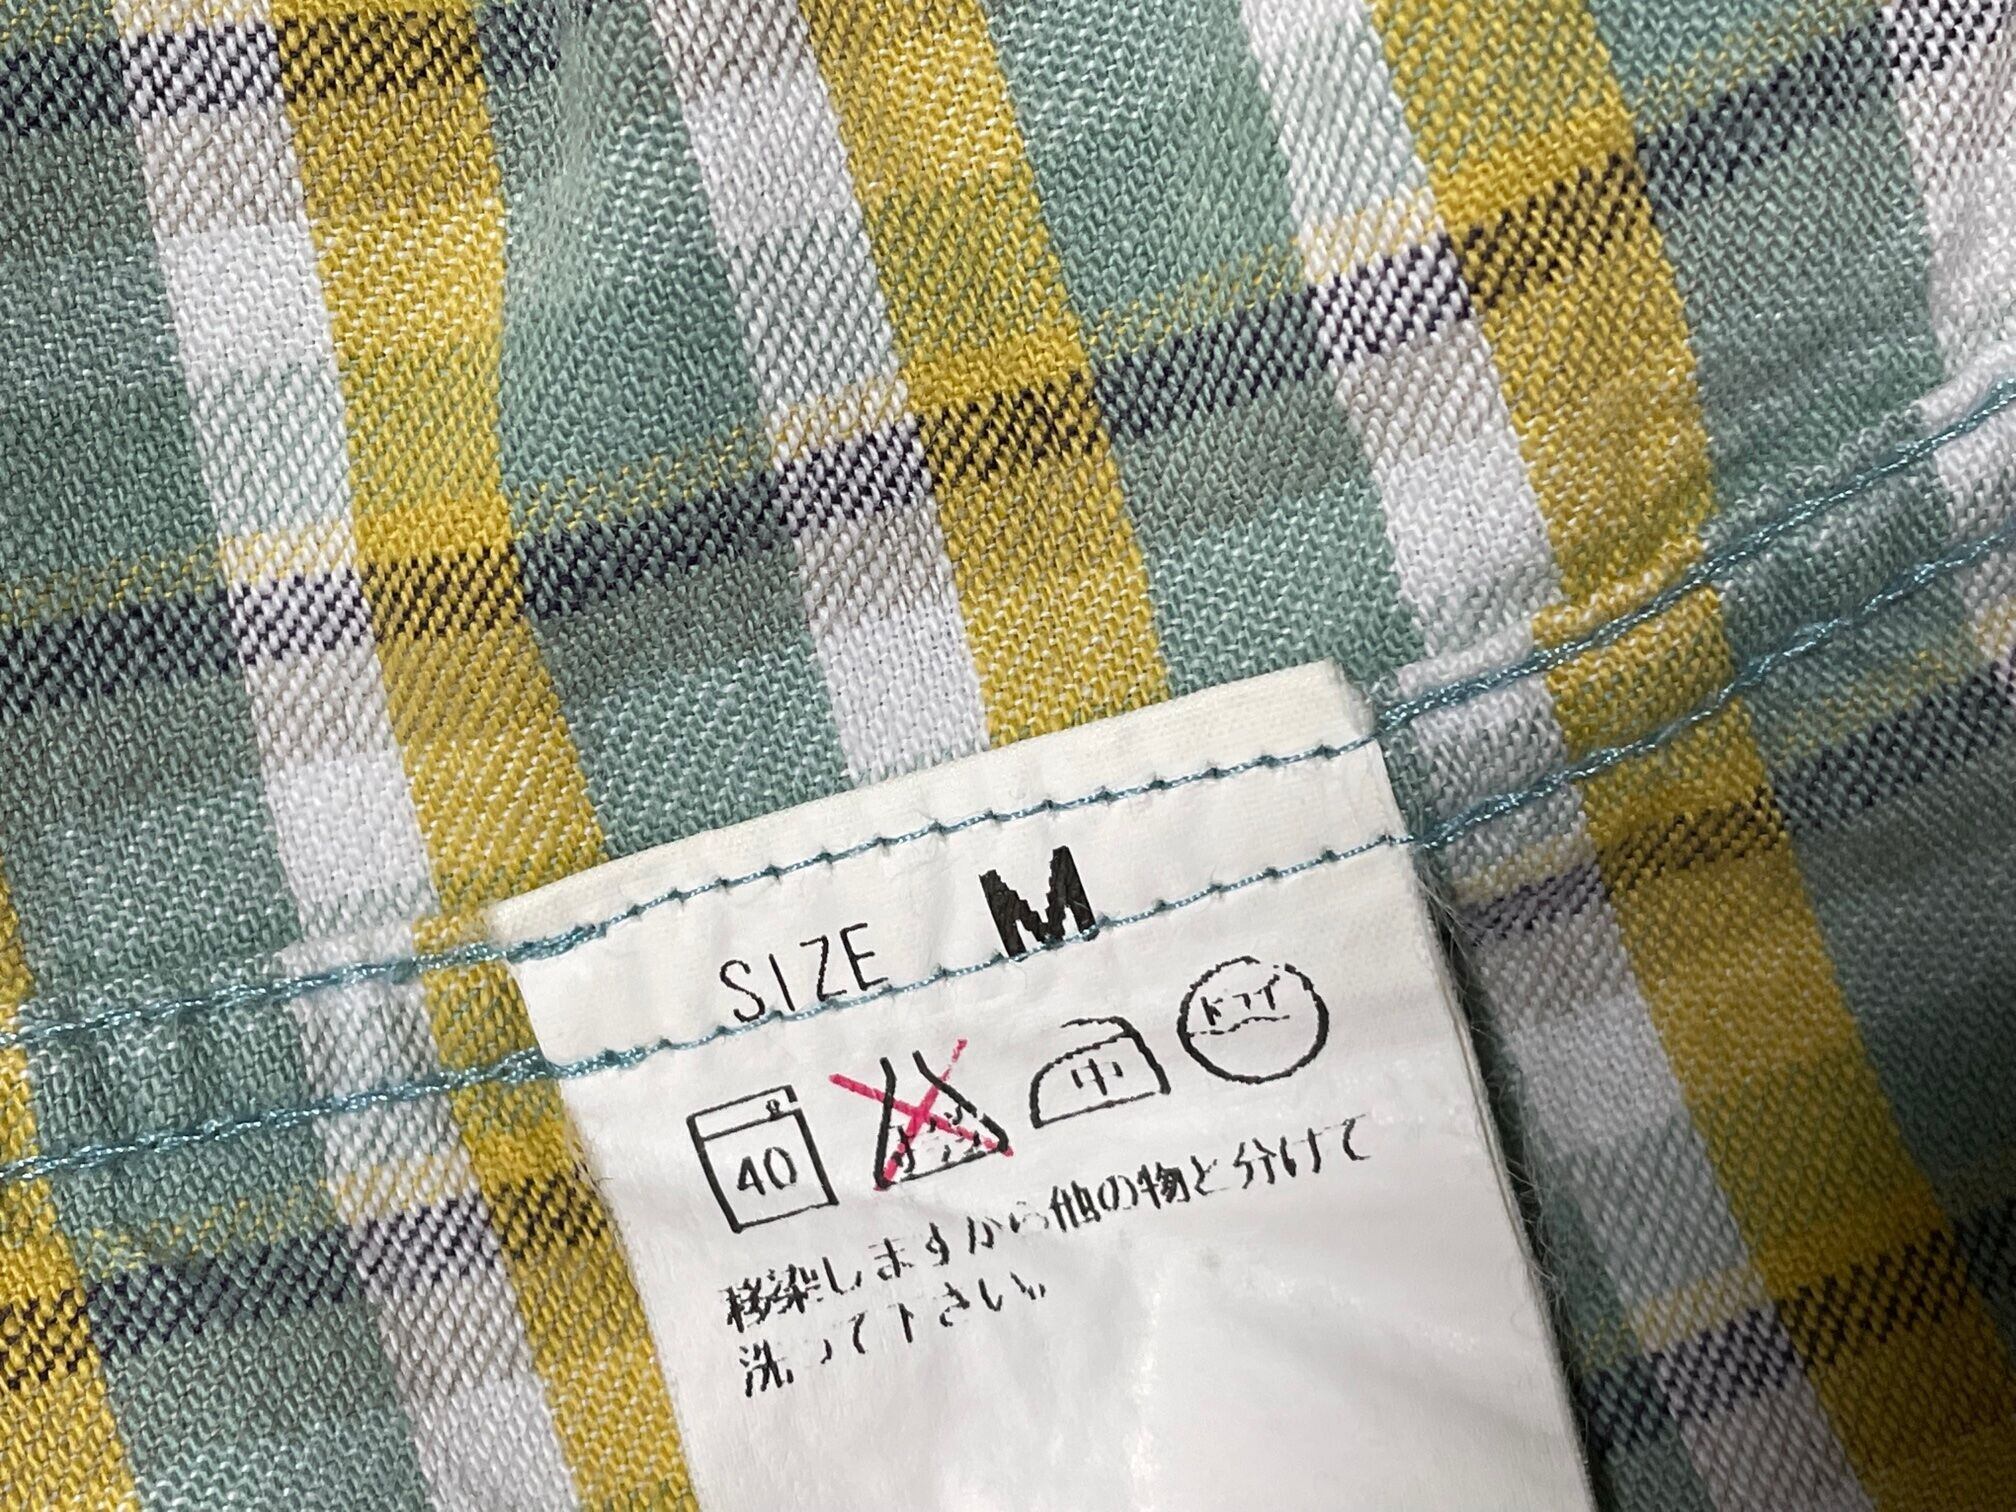 SIZE M
40 中 ドライ
移染しますから他の物と分けて
洗って下さい。